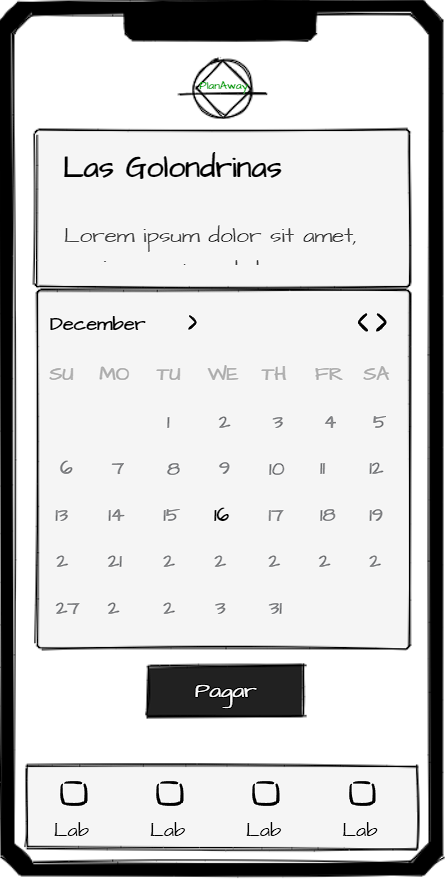 PlanAway
Las Golondrinas
Lorem ipsum dolor sit amet,
December > < >
SU MO TU WE TH FR SA
1 2 3 4 5
6 7 8 9 10 11 12
13 14 15 16 17 18 19
2 21 2 2 2 2 2
27 2 2 3 31
Pagar
Lab Lab Lab Lab